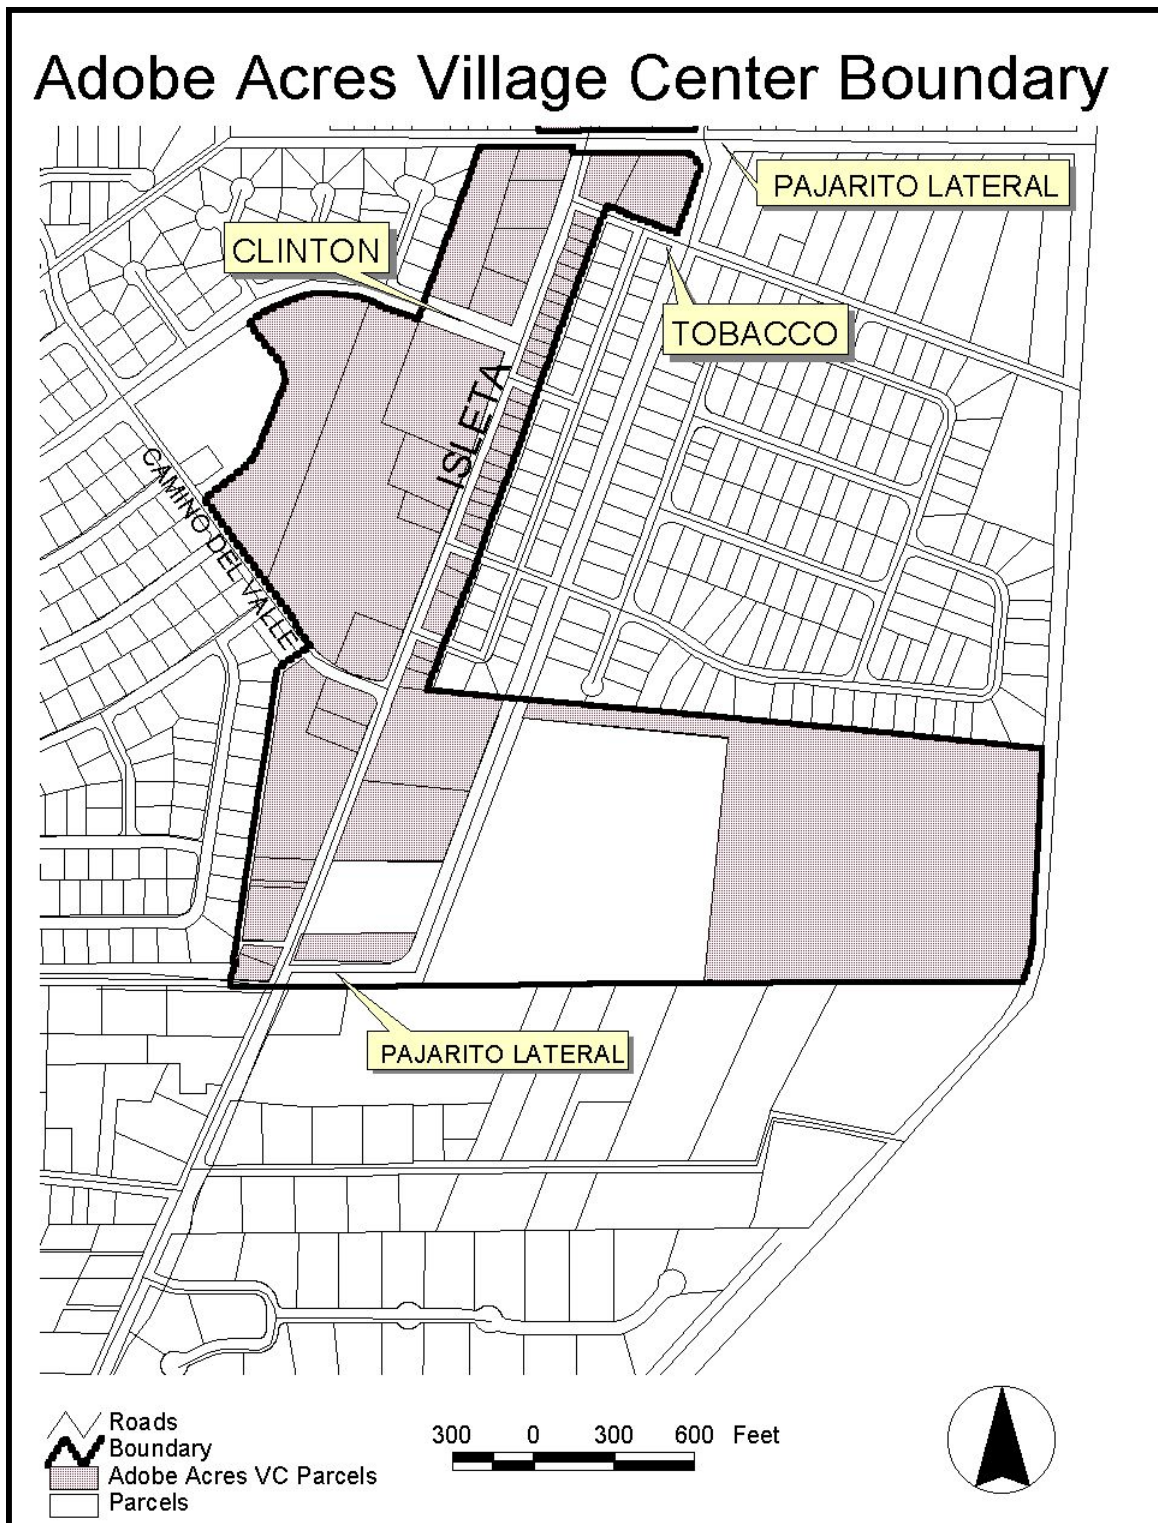 Adobe Acres Village Center Boundary
PAJARITO LATERAL
CLINTON
TOBACCO
ISLETA
CAMINO DEL VALLE
PAJARITO LATERAL
Roads
Boundary
Adobe Acres VC Parcels
Parcels
300 0 300 600 Feet